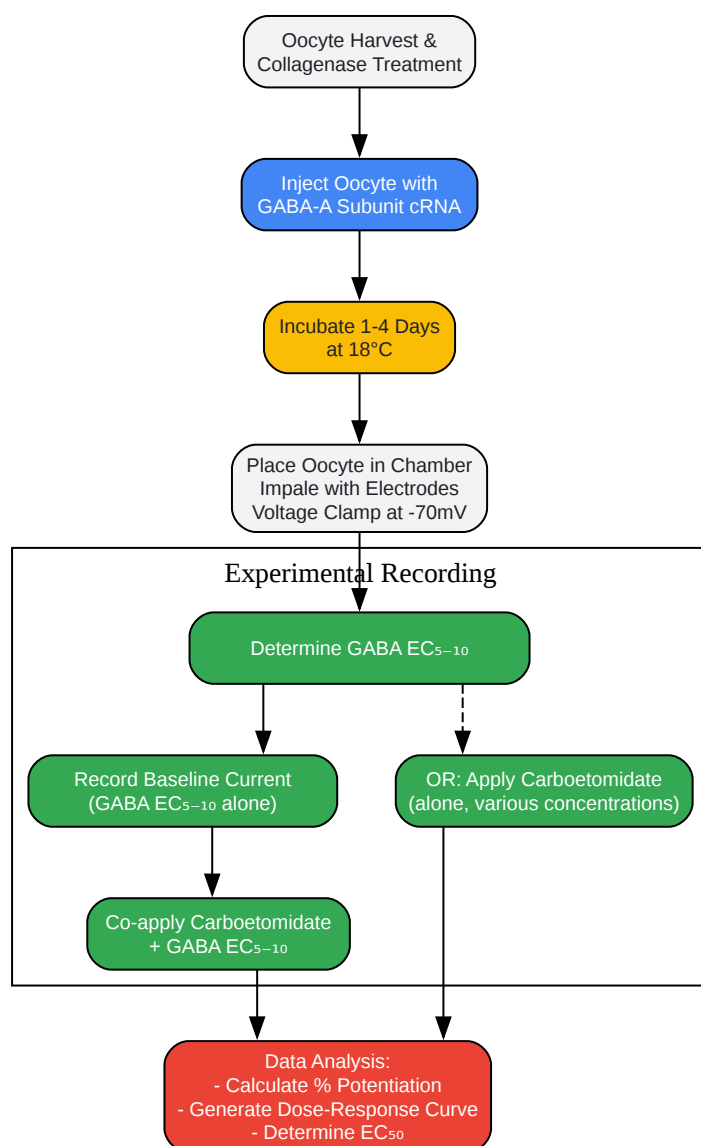 Oocyte Harvest &
Collagenase Treatment
Inject Oocyte with
GABA-A Subunit cRNA
Incubate 1-4 Days
at 18°C
Place Oocyte in Chamber
Impale with Electrodes
Voltage Clamp at -70mV
Experimental Recording
Determine GABA EC₅₋₁₀
Record Baseline Current
(GABA EC₅₋₁₀ alone)
OR: Apply Carboetomidate
(alone, various concentrations)
Co-apply Carboetomidate
+ GABA EC₅₋₁₀
Data Analysis:
- Calculate % Potentiation
- Generate Dose-Response Curve
- Determine EC₅₀